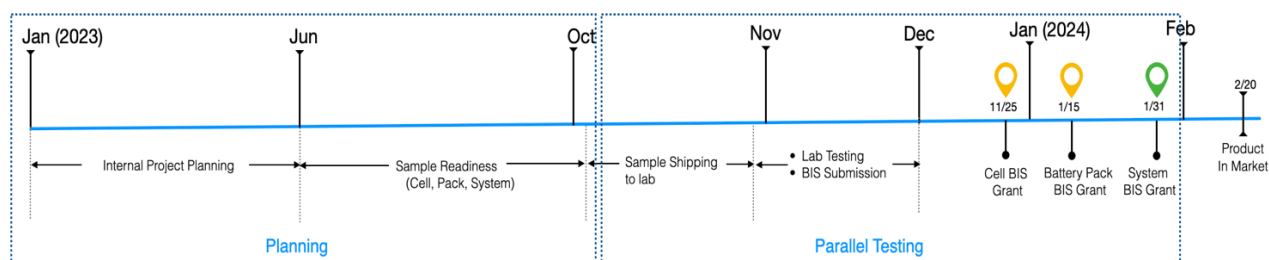 Jan (2023)
Jun
Oct
Nov
Dec
Jan (2024)
Feb
11/25
1/15
1/31
2/20
Internal Project Planning
Sample Readiness
(Cell, Pack, System)
Sample Shipping
to lab
• Lab Testing
• BIS Submission
Cell BIS
Grant
Battery Pack
BIS Grant
System
BIS Grant
Product
In Market
Planning
Parallel Testing